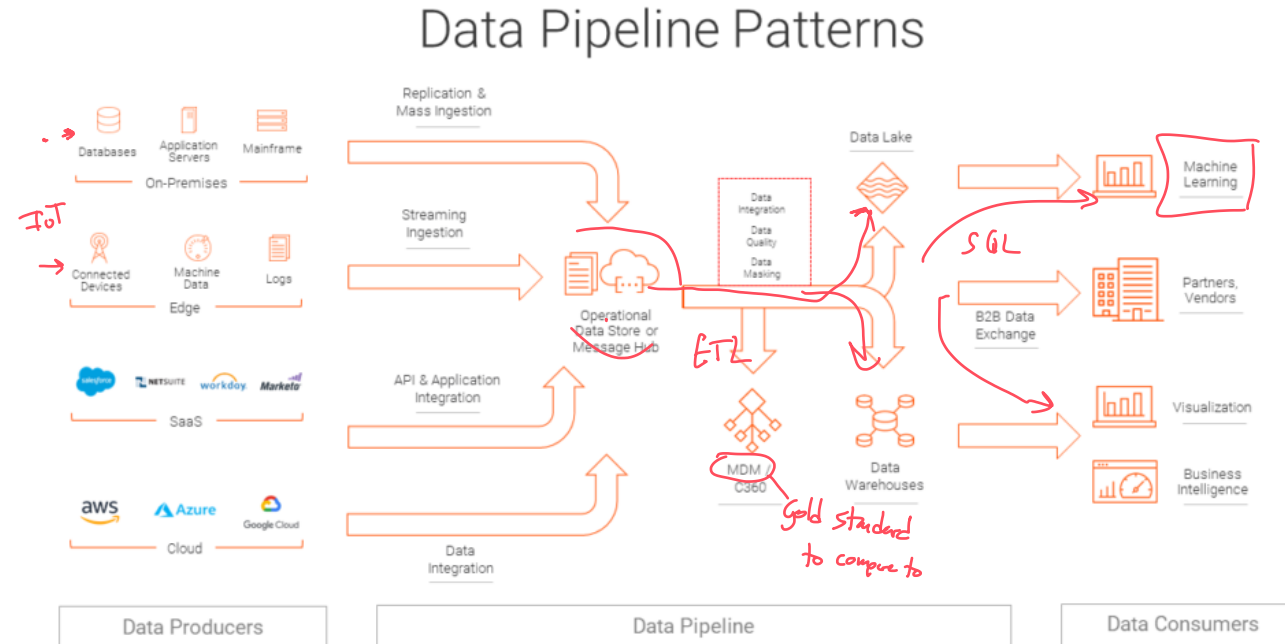 Data Pipeline Patterns
Replication &
Mass Ingestion
Databases
Application
Servers
Mainframe
On-Premises
IoT
Streaming
Ingestion
Connected
Devices
Machine
Data
Logs
Edge
salesforce
NETSUITE
workday.
Marketo
SaaS
API & Application
Integration
aws
Azure
Google Cloud
Cloud
Data
Integration
Operational
Data Store or
Message Hub
Data
Integration
Data
Quality
Data
Masking
ETL
Data Lake
MDM /
C360
Data
Warehouses
Gold Standard
to compare to
SQL
B2B Data
Exchange
Machine
Learning
Partners,
Vendors
Visualization
Business
Intelligence
Data Producers
Data Pipeline
Data Consumers